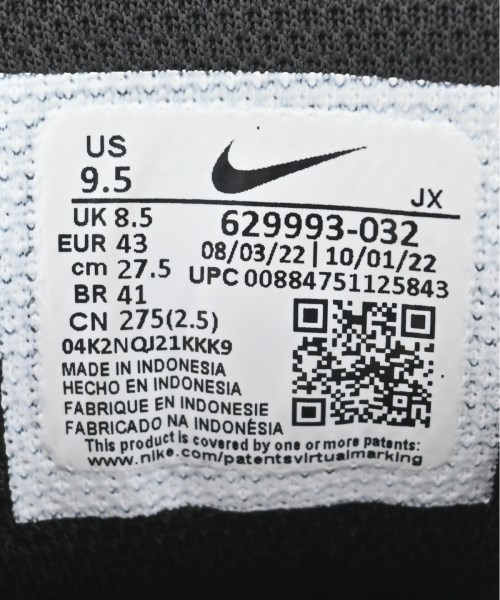 US
9.5
JX
UK 8.5
EUR 43
cm 27.5
BR 41
CN 275(2.5)
629993-032
08/03/22 | 10/01/22
UPC 00884751125843
04K2NQJ21KKK9
MADE IN INDONESIA
HECHO EN INDONESIA
FABRIQUE EN INDONESIE
FABRICADO NA INDONÉSIA
This product is covered by one or more patents:
www.nike.com/patentsvirtualmarking